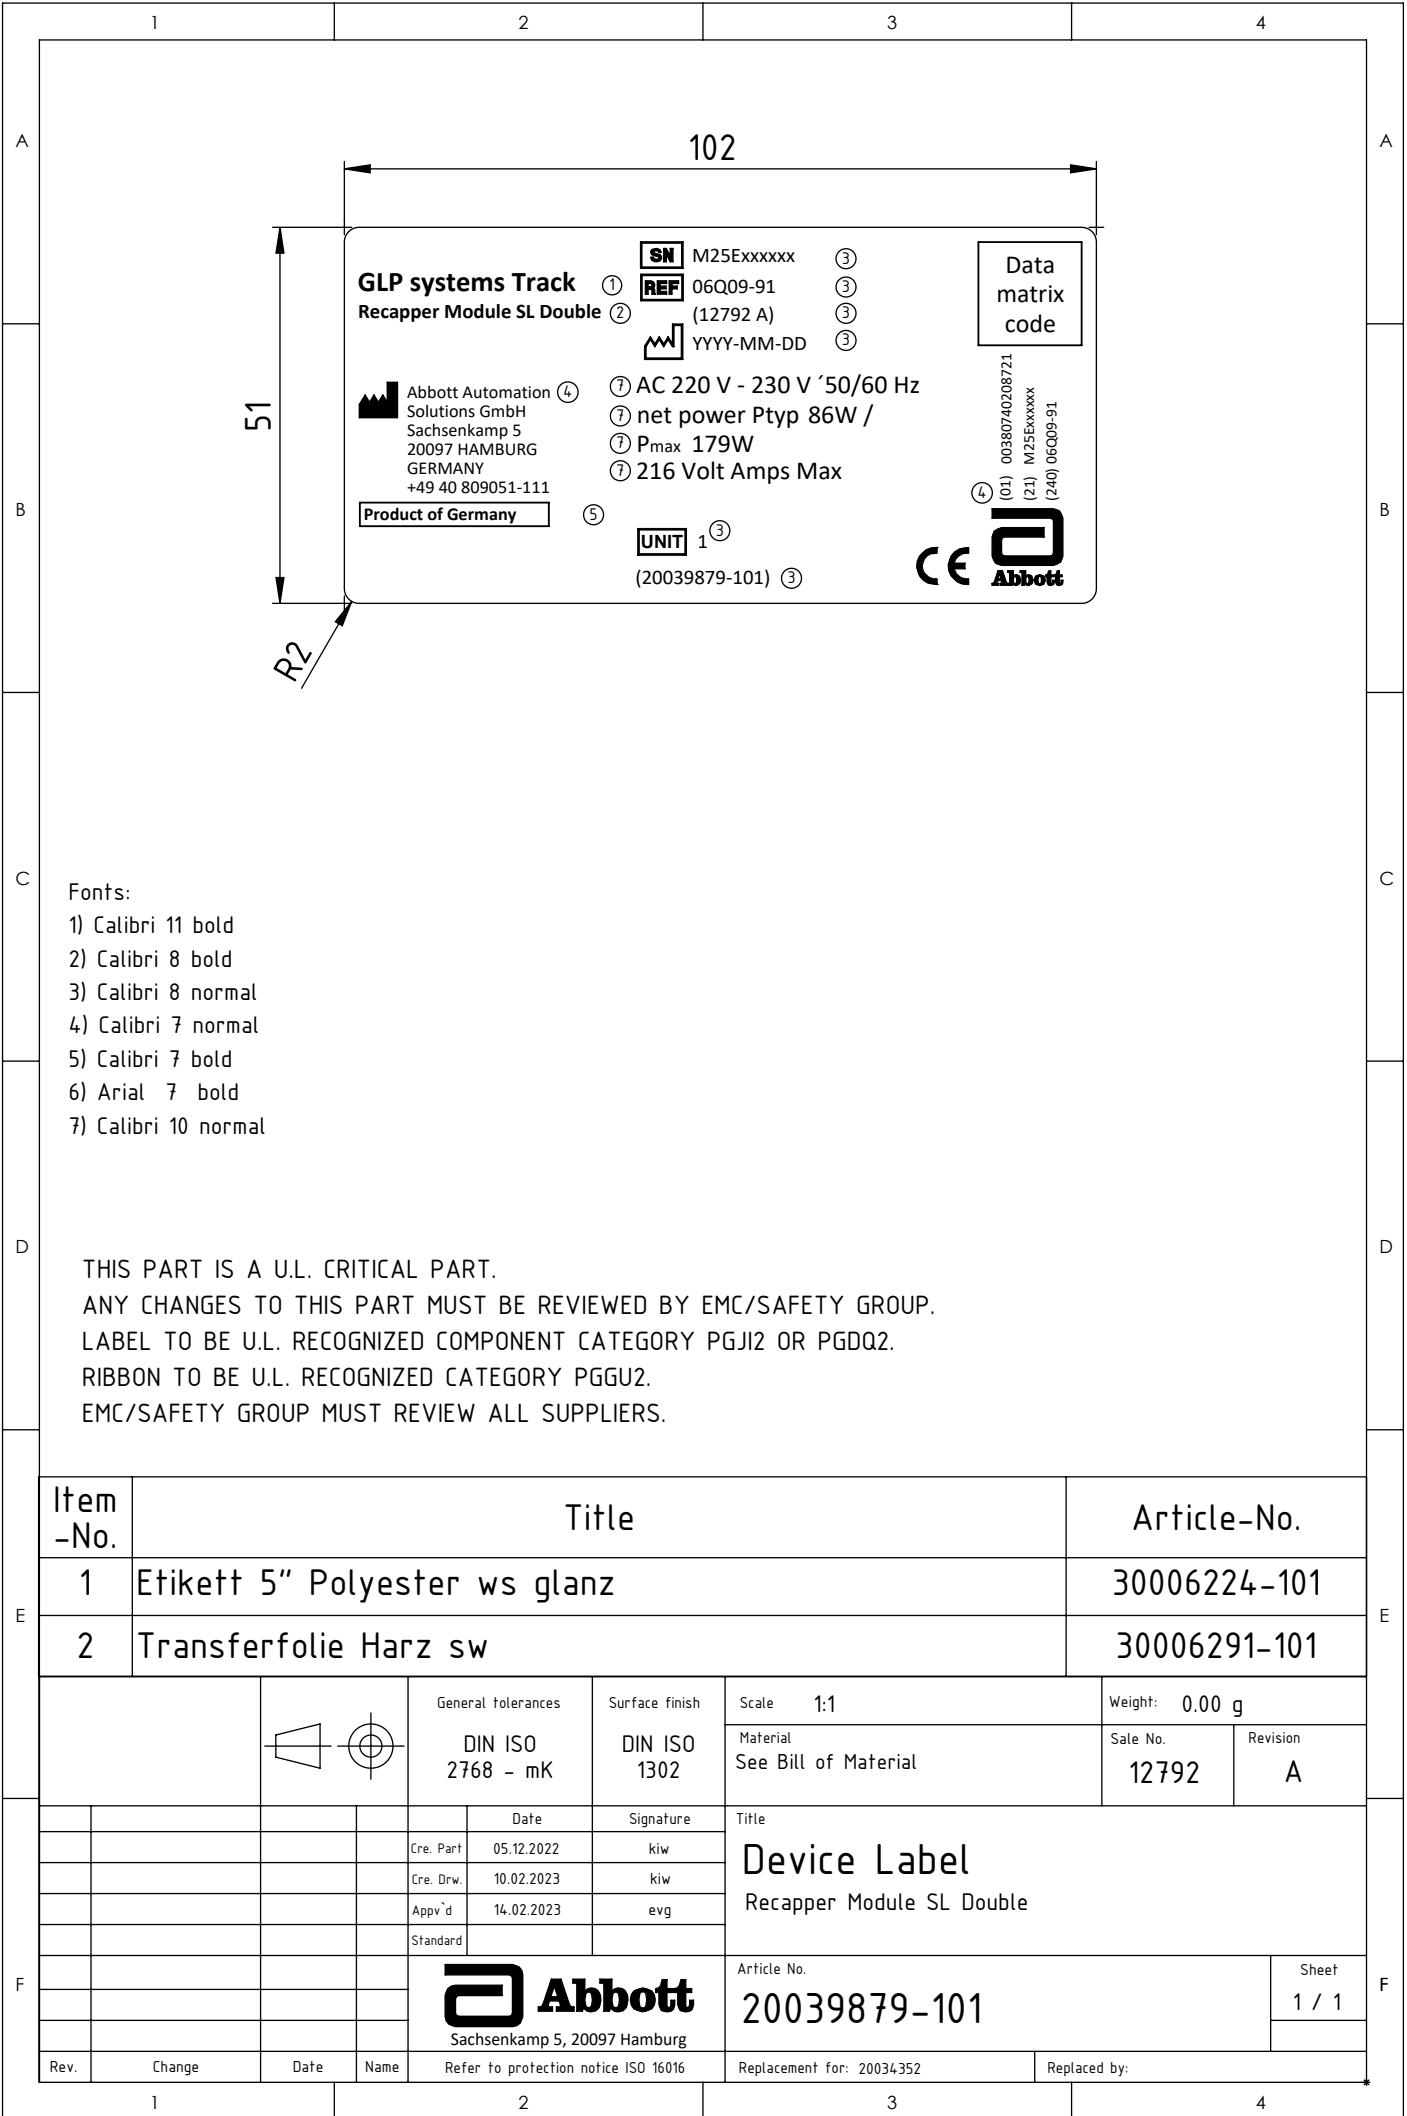 1 2 3 4
A A
B B
C C
D D
E E
F F
102
51
R2
GLP systems Track ①
Recapper Module SL Double ②
SN M25Exxxxxx ③
REF 06Q09-91 ③
(12792 A) ③
YYYY-MM-DD ③
Data
matrix
code
Abbott Automation ④
Solutions GmbH
Sachsenkamp 5
20097 HAMBURG
GERMANY
+49 40 809051-111
Product of Germany ⑤
⑦ AC 220 V - 230 V ´50/60 Hz
⑦ net power Ptyp 86W /
⑦ Pmax 179W
⑦ 216 Volt Amps Max
UNIT 1 ③
(20039879-101) ③
④ (01) 00380740208721
(21) M25Exxxxxx
(240) 06Q09-91
CE
Abbott
Fonts:
1) Calibri 11 bold
2) Calibri 8 bold
3) Calibri 8 normal
4) Calibri 7 normal
5) Calibri 7 bold
6) Arial 7 bold
7) Calibri 10 normal
THIS PART IS A U.L. CRITICAL PART.
ANY CHANGES TO THIS PART MUST BE REVIEWED BY EMC/SAFETY GROUP.
LABEL TO BE U.L. RECOGNIZED COMPONENT CATEGORY PGJI2 OR PGDQ2.
RIBBON TO BE U.L. RECOGNIZED CATEGORY PGGU2.
EMC/SAFETY GROUP MUST REVIEW ALL SUPPLIERS.
Item
-No. Title Article-No.
1 Etikett 5" Polyester ws glanz 30006224-101
2 Transferfolie Harz sw 30006291-101
General tolerances
DIN ISO
2768 - mK
Surface finish
DIN ISO
1302
Scale 1:1
Weight: 0.00 g
Material
See Bill of Material
Sale No.
12792
Revision
A
Date Signature
Cre. Part 05.12.2022 kiw
Cre. Drw. 10.02.2023 kiw
Appv`d 14.02.2023 evg
Standard
Title
Device Label
Recapper Module SL Double
Abbott
Sachsenkamp 5, 20097 Hamburg
Article No.
20039879-101
Sheet
1 / 1
Rev. Change Date Name
Refer to protection notice ISO 16016
Replacement for: 20034352
Replaced by:
*
1 2 3 4